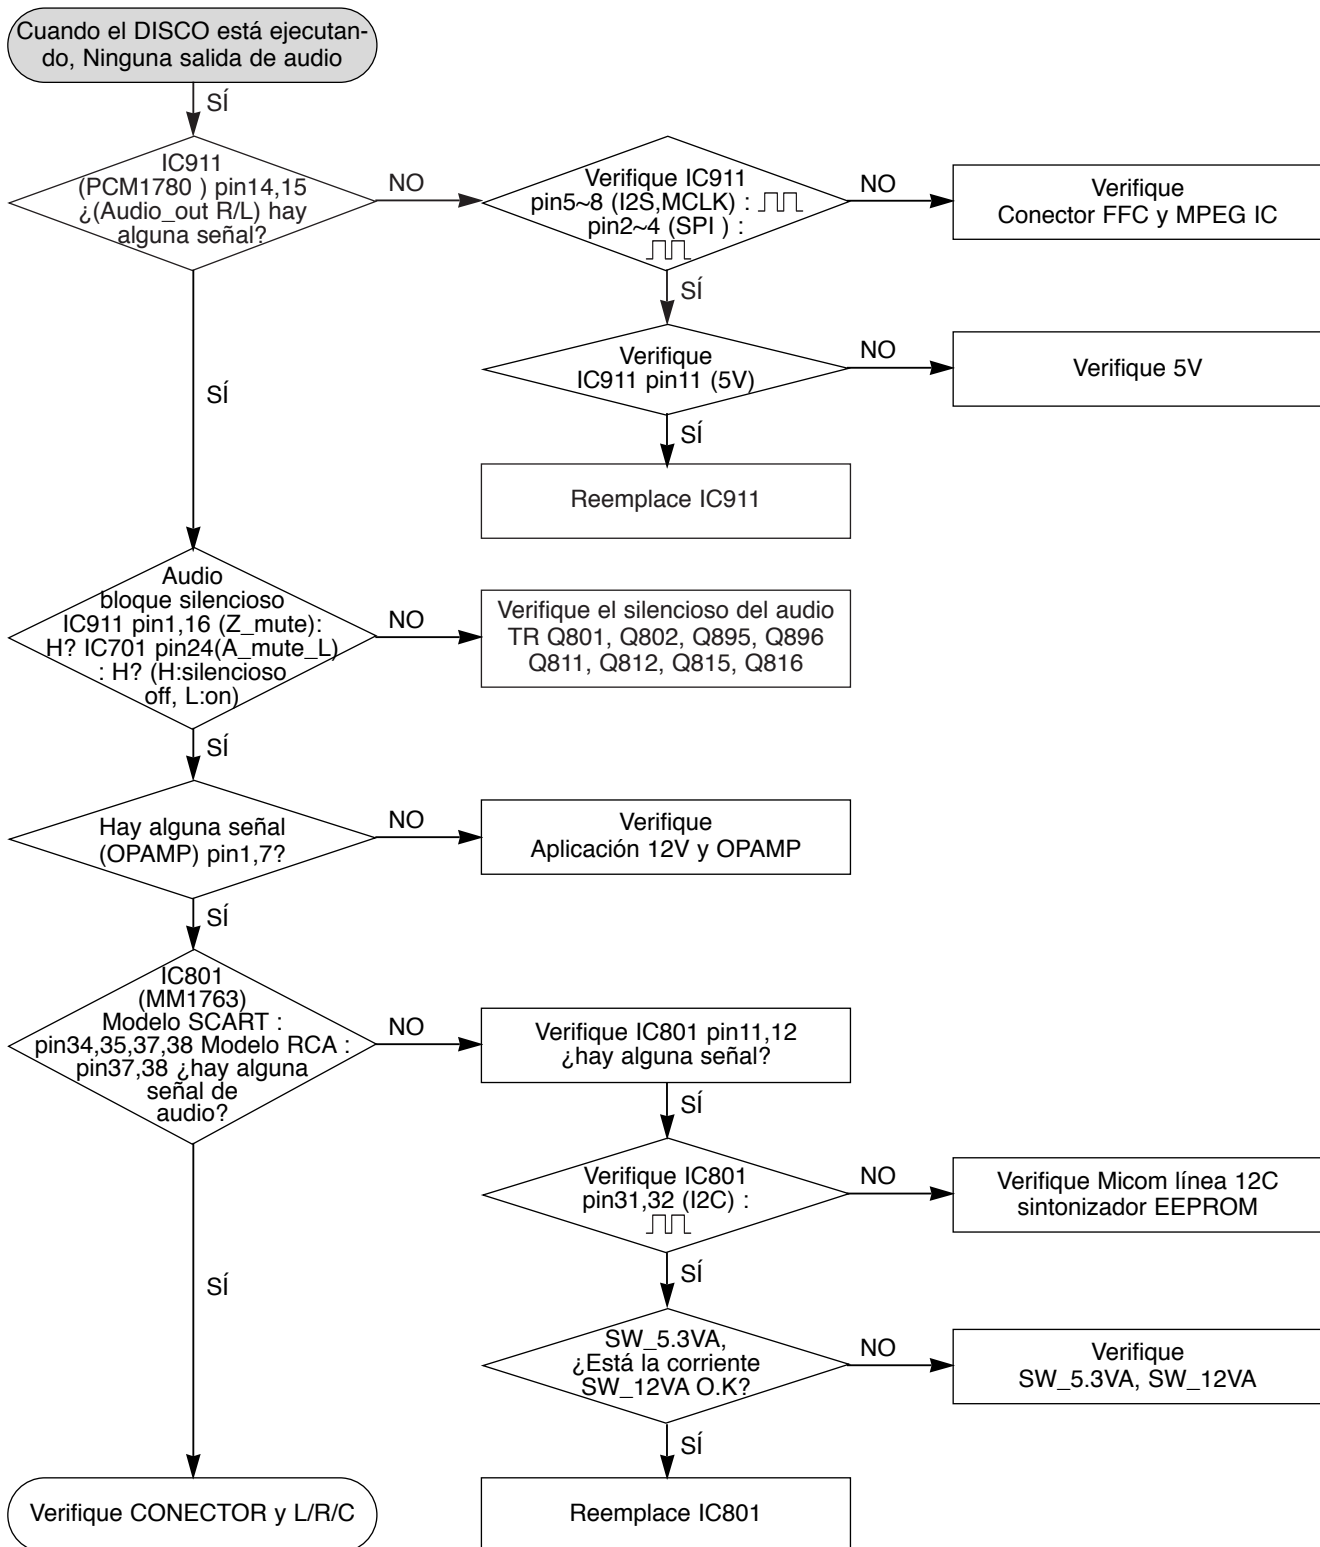 Cuando el DISCO está ejecutan-
do, Ninguna salida de audio
SÍ
IC911
(PCM1780 ) pin14,15
¿(Audio_out R/L) hay
alguna señal?
NO
Verifique IC911
pin5~8 (I2S,MCLK) :
pin2~4 (SPI ) :
NO
Verifique
Conector FFC y MPEG IC
SÍ
Verifique
IC911 pin11 (5V)
NO
Verifique 5V
SÍ
SÍ
Reemplace IC911
Audio
bloque silencioso
IC911 pin1,16 (Z_mute):
H? IC701 pin24(A_mute_L)
: H? (H:silencioso
off, L:on)
NO
Verifique el silencioso del audio
TR Q801, Q802, Q895, Q896
Q811, Q812, Q815, Q816
SÍ
Hay alguna señal
(OPAMP) pin1,7?
NO
Verifique
Aplicación 12V y OPAMP
SÍ
IC801
(MM1763)
Modelo SCART :
pin34,35,37,38 Modelo RCA :
pin37,38 ¿hay alguna
señal de
audio?
NO
Verifique IC801 pin11,12
¿hay alguna señal?
SÍ
Verifique IC801
pin31,32 (I2C) :
NO
Verifique Micom línea 12C
sintonizador EEPROM
SÍ
SÍ
SW_5.3VA,
¿Está la corriente
SW_12VA O.K?
NO
Verifique
SW_5.3VA, SW_12VA
SÍ
Verifique CONECTOR y L/R/C
Reemplace IC801